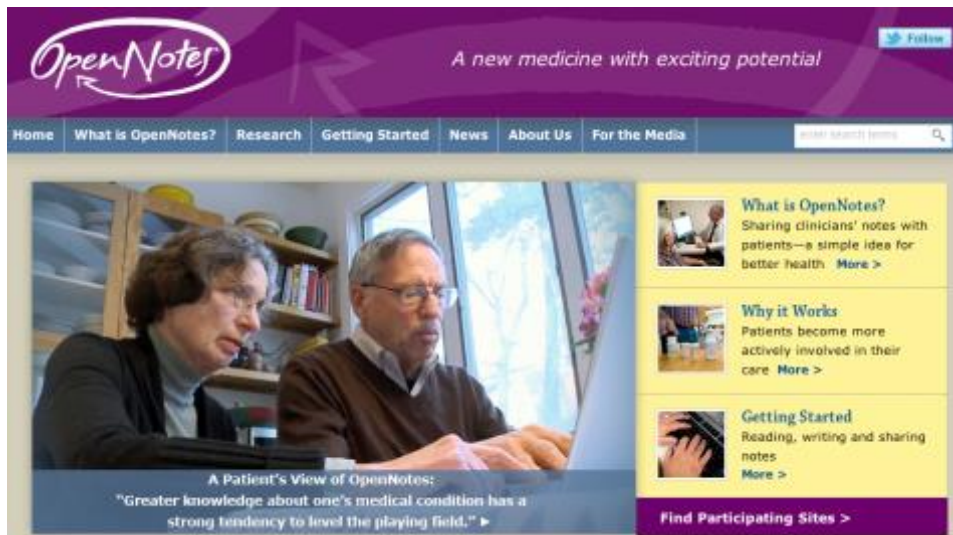 OpenNotes
A new medicine with exciting potential
Follow
Home What is OpenNotes? Research Getting Started News About Us For the Media
enter search terms
What is OpenNotes?
Sharing clinicians' notes with
patients—a simple idea for
better health More >
Why it Works
Patients become more
actively involved in their
care More >
Getting Started
Reading, writing and sharing
notes
More >
Find Participating Sites >
A Patient's View of OpenNotes:
"Greater knowledge about one's medical condition has a
strong tendency to level the playing field." ▶